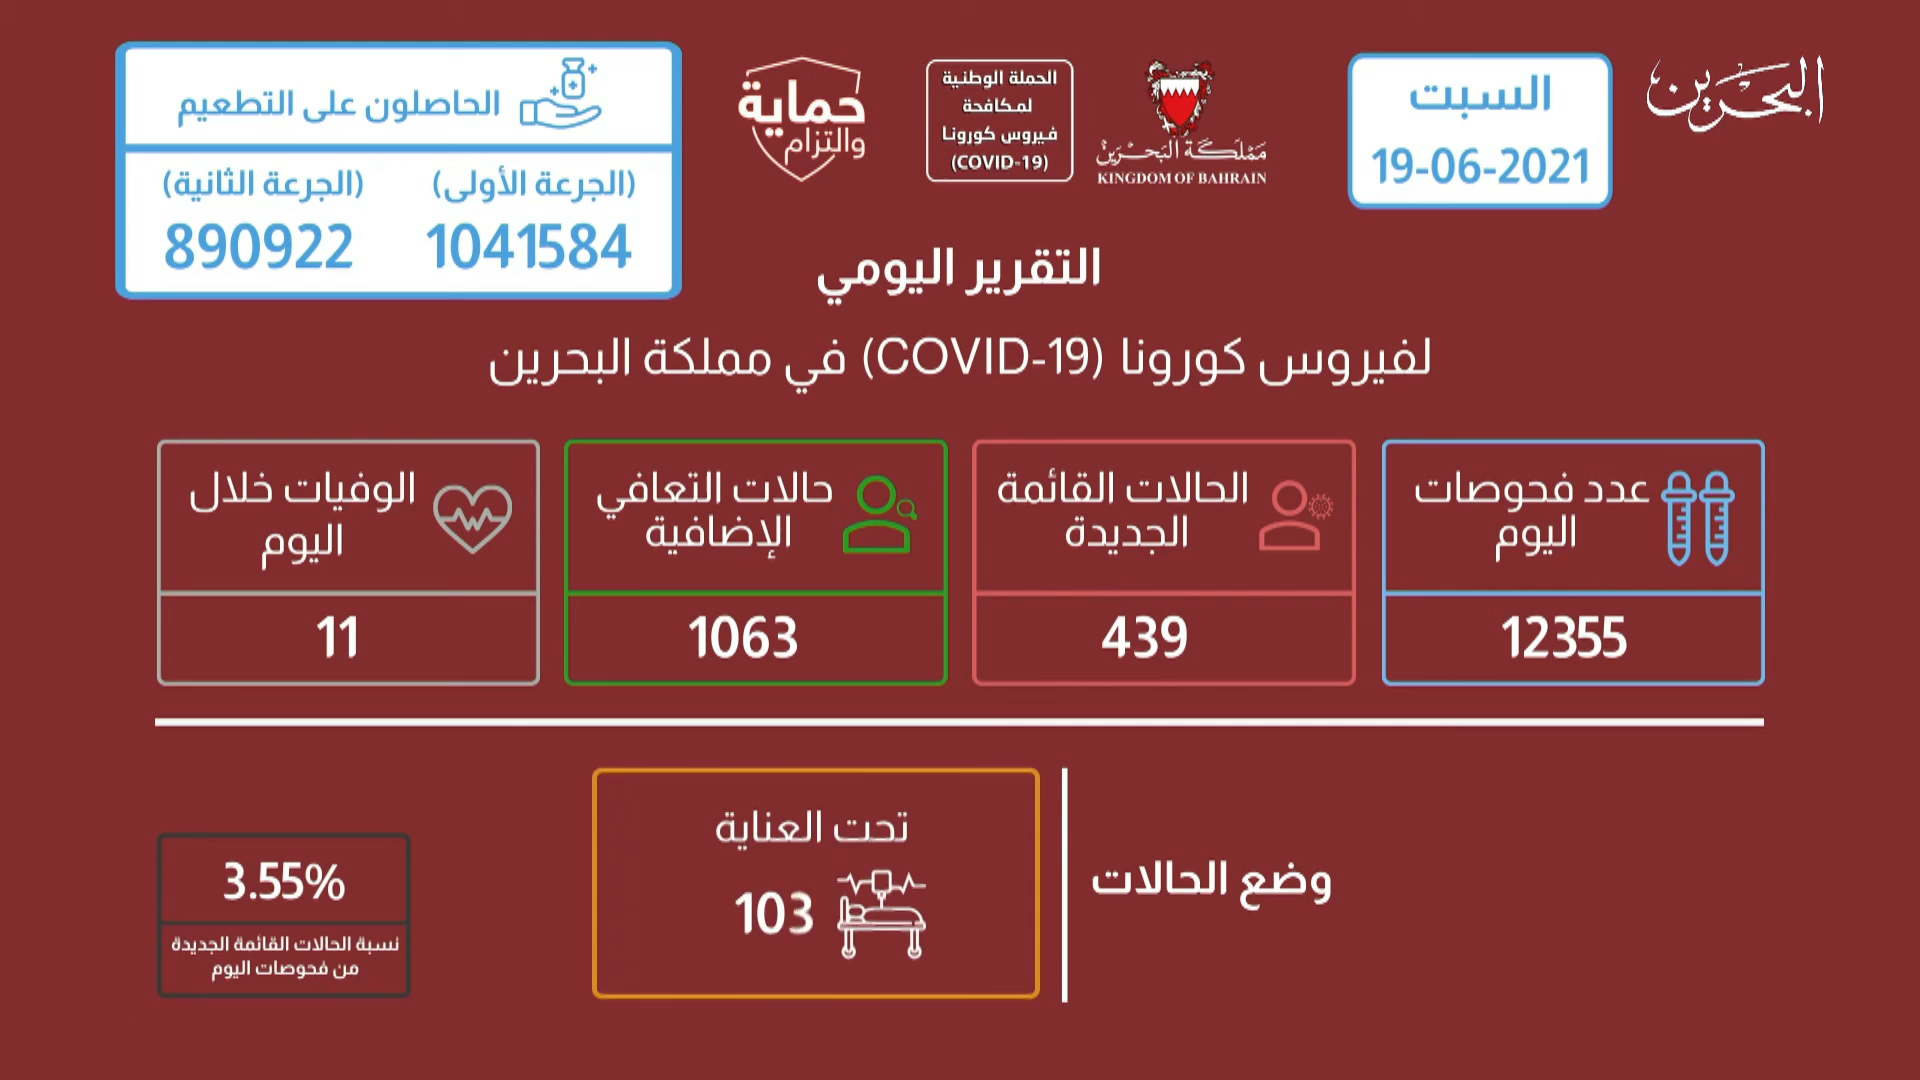 البحرين
السبت
19-06-2021
مملكة البحرين
KINGDOM OF BAHRAIN
الحملة الوطنية
لمكافحة
فيروس كورونا
(COVID-19)
حماية
والتزام
الحاصلون على التطعيم
(الجرعة الأولى)
1041584
(الجرعة الثانية)
890922
التقرير اليومي
لفيروس كورونا (COVID-19) في مملكة البحرين
عدد فحوصات
اليوم
12355
الحالات القائمة
الجديدة
439
حالات التعافي
الإضافية
1063
الوفيات خلال
اليوم
11
وضع الحالات
تحت العناية
103
3.55%
نسبة الحالات القائمة الجديدة
من فحوصات اليوم